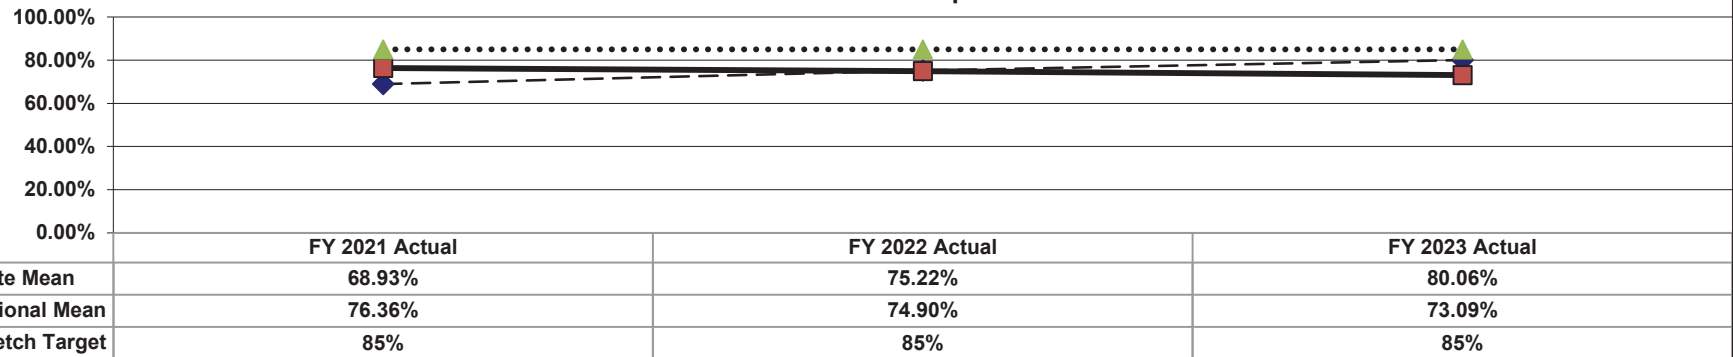 100.00%
80.00%
60.00%
40.00%
20.00%
0.00%
FY 2021 Actual FY 2022 Actual FY 2023 Actual
te Mean 68.93% 75.22% 80.06%
ional Mean 76.36% 74.90% 73.09%
etch Target 85% 85% 85%